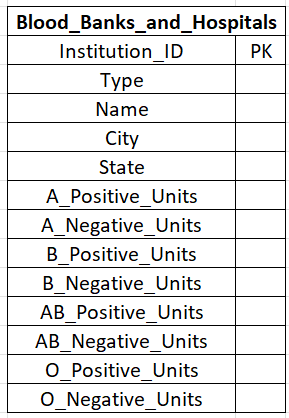 Blood_Banks_and_Hospitals
Institution_ID PK
Type
Name
City
State
A_Positive_Units
A_Negative_Units
B_Positive_Units
B_Negative_Units
AB_Positive_Units
AB_Negative_Units
O_Positive_Units
O_Negative_Units